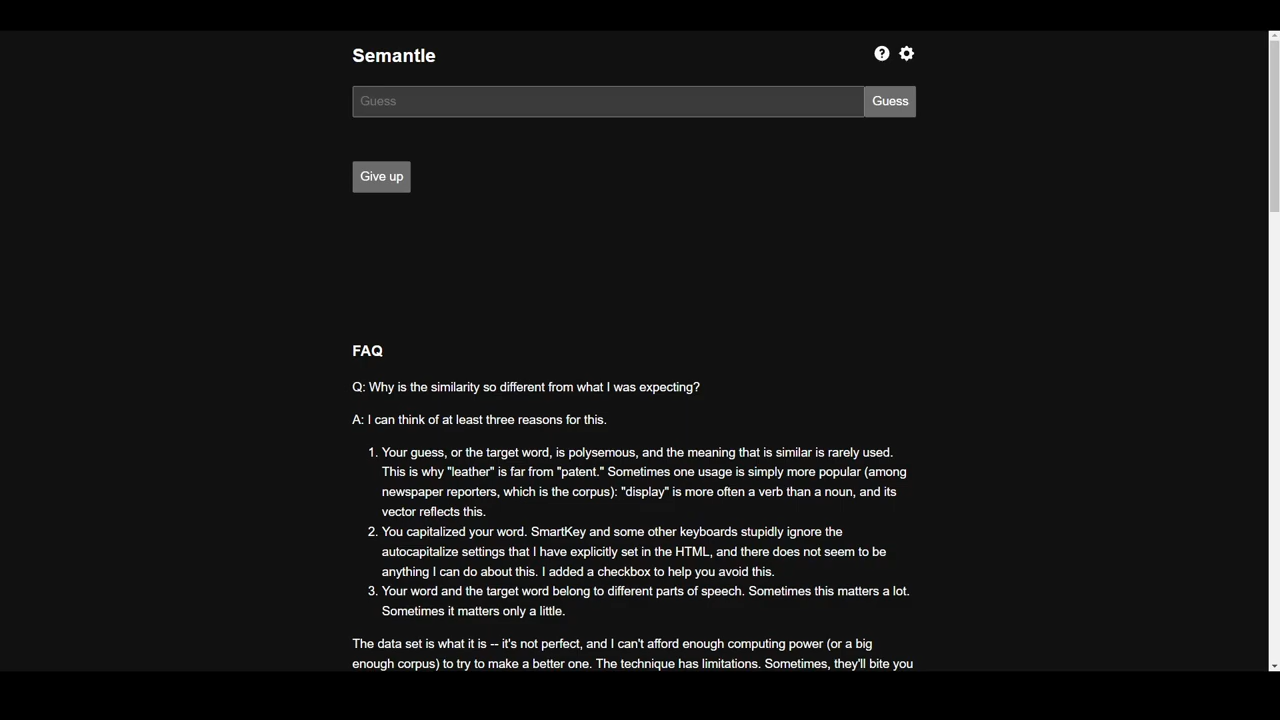 Semantle
Guess
Guess
Give up
FAQ
Q: Why is the similarity so different from what I was expecting?
A: I can think of at least three reasons for this.
1. Your guess, or the target word, is polysemous, and the meaning that is similar is rarely used.
This is why "leather" is far from "patent." Sometimes one usage is simply more popular (among
newspaper reporters, which is the corpus): "display" is more often a verb than a noun, and its
vector reflects this.
2. You capitalized your word. SmartKey and some other keyboards stupidly ignore the
autocapitalize settings that I have explicitly set in the HTML, and there does not seem to be
anything I can do about this. I added a checkbox to help you avoid this.
3. Your word and the target word belong to different parts of speech. Sometimes this matters a lot.
Sometimes it matters only a little.
The data set is what it is -- it's not perfect, and I can't afford enough computing power (or a big
enough corpus) to try to make a better one. The technique has limitations. Sometimes, they'll bite you